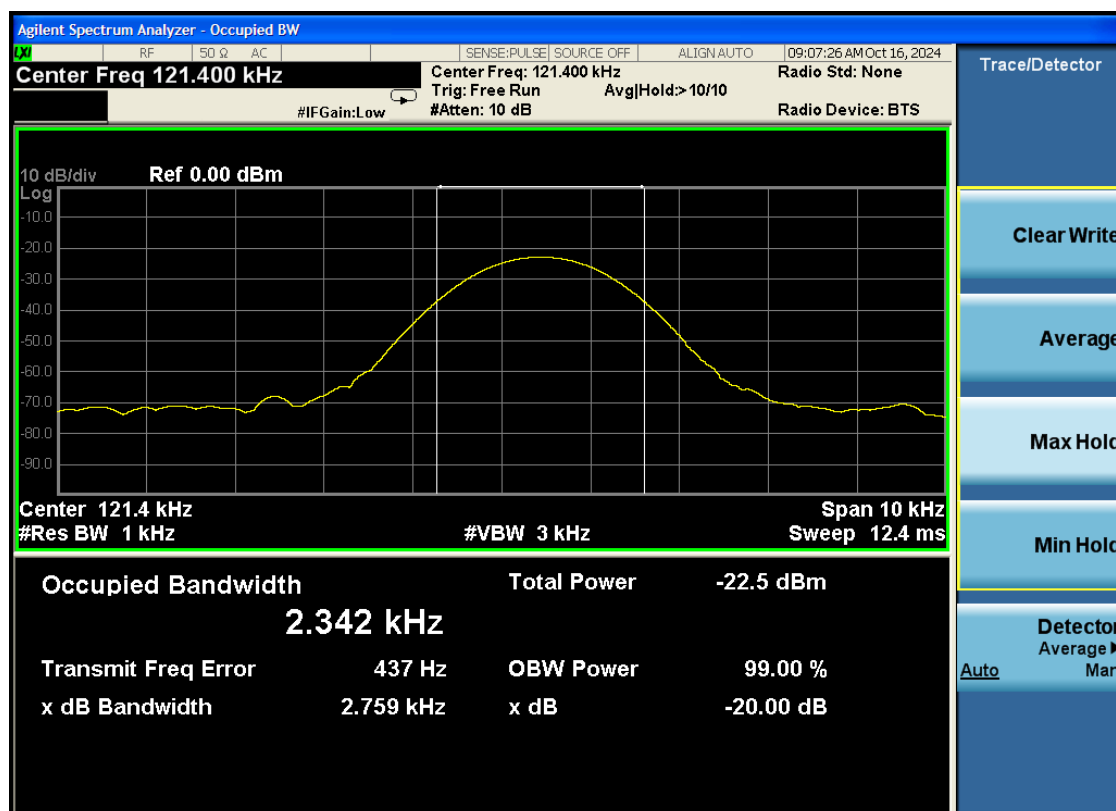 Agilent Spectrum Analyzer - Occupied BW
LXI RF 50 Ω AC SENSE:PULSE SOURCE OFF ALIGN AUTO 09:07:26 AM Oct 16, 2024
Center Freq 121.400 kHz
Center Freq: 121.400 kHz Radio Std: None
Trig: Free Run Avg|Hold:>10/10
#IFGain:Low #Atten: 10 dB Radio Device: BTS
10 dB/div Ref 0.00 dBm
Log
-10.0
-20.0
-30.0
-40.0
-50.0
-60.0
-70.0
-80.0
-90.0
Center 121.4 kHz Span 10 kHz
#Res BW 1 kHz #VBW 3 kHz Sweep 12.4 ms
Occupied Bandwidth Total Power -22.5 dBm
2.342 kHz
Transmit Freq Error 437 Hz OBW Power 99.00 %
x dB Bandwidth 2.759 kHz x dB -20.00 dB
Trace/Detector
Clear Write
Average
Max Hold
Min Hold
Detector
Average
Auto Man